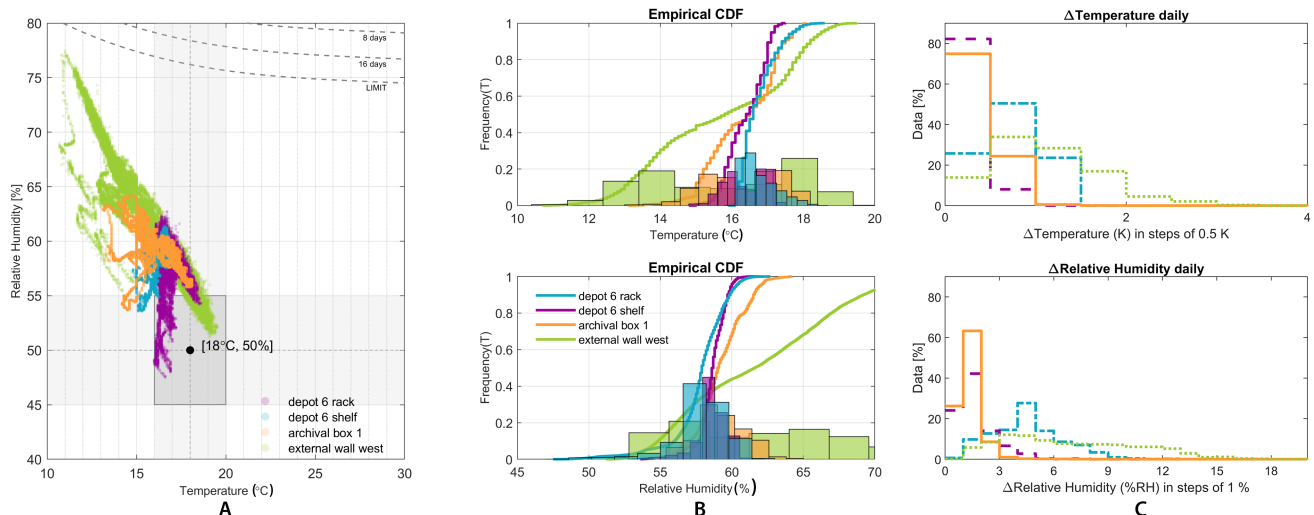 80
75
70
65
60
55
50
45
40
Relative Humidity [%]
8 days
16 days
LIMIT
[18°C, 50%]
depot 6 rack
depot 6 shelf
archival box 1
external wall west
10 15 20 25 30
Temperature (°C)
A
Empirical CDF
1
0.8
0.6
0.4
0.2
0
Frequency(T)
10 12 14 16 18 20
Temperature (°C)
Empirical CDF
1
0.8
0.6
0.4
0.2
0
Frequency(T)
depot 6 rack
depot 6 shelf
archival box 1
external wall west
45 50 55 60 65 70
Relative Humidity(%)
B
ΔTemperature daily
80
60
40
20
0
Data [%]
0 2 4
ΔTemperature (K) in steps of 0.5 K
ΔRelative Humidity daily
80
60
40
20
0
Data [%]
0 3 6 9 12 15 18
ΔRelative Humidity (%RH) in steps of 1 %
C